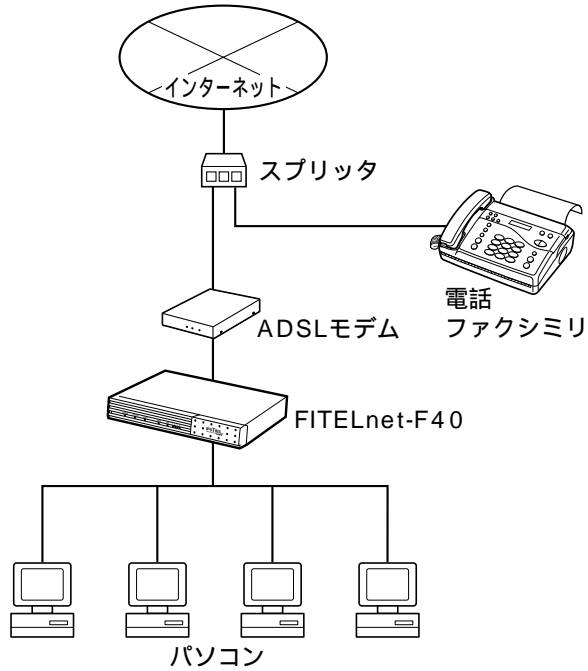 インターネット
スプリッタ
電話
ファクシミリ
ADSLモデム
FITELnet-F40
パソコン